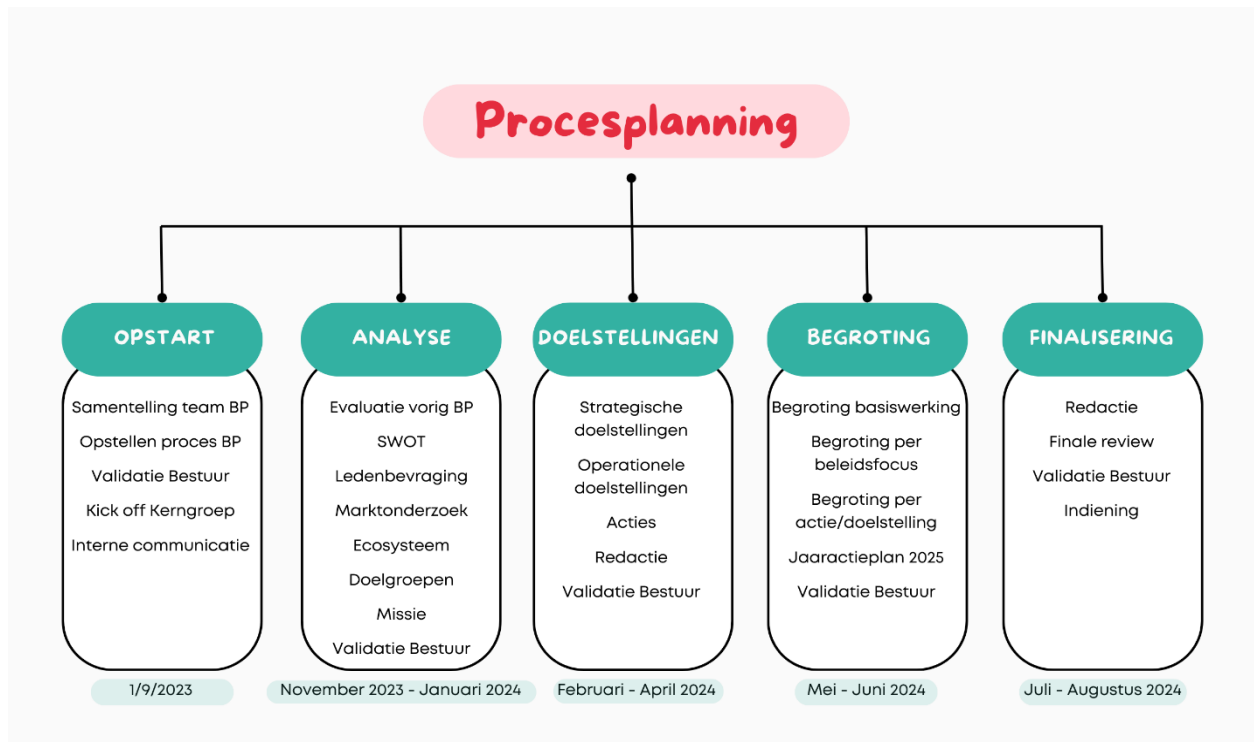 Procesplanning
OPSTART
Samentelling team BP
Opstellen proces BP
Validatie Bestuur
Kick off Kerngroep
Interne communicatie
1/9/2023
ANALYSE
Evaluatie vorig BP
SWOT
Ledenbevraging
Marktonderzoek
Ecosysteem
Doelgroepen
Missie
Validatie Bestuur
November 2023 - Januari 2024
DOELSTELLINGEN
Strategische
doelstellingen
Operationele
doelstellingen
Acties
Redactie
Validatie Bestuur
Februari - April 2024
BEGROTING
Begroting basiswerking
Begroting per
beleidsfocus
Begroting per
actie/doelstelling
Jaaractieplan 2025
Validatie Bestuur
Mei - Juni 2024
FINALISERING
Redactie
Finale review
Validatie Bestuur
Indiening
Juli - Augustus 2024